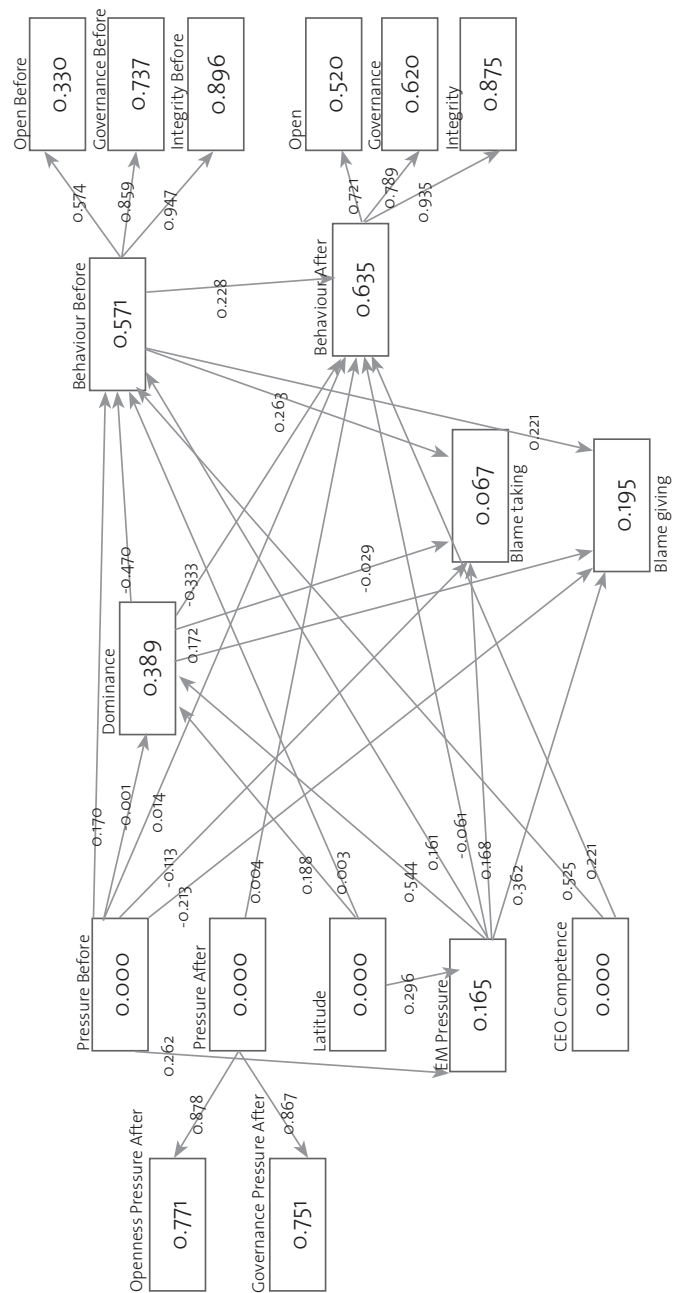 Open Before
0.330
Governance Before
0.737
Integrity Before
0.896
Open
0.520
Governance
0.620
Integrity
0.875
0.574
0.859
0.947
0.721
0.789
0.935
Behaviour Before
0.571
Behaviour After
0.635
0.228
0.263
0.221
Blame taking
0.067
Blame giving
0.195
Dominance
0.389
-0.470
-0.333
0.172
-0.029
0.170
-0.001
0.014
-0.113
-0.213
0.004
0.188
0.003
0.544
0.161
-0.061
0.168
0.362
0.525
0.221
Pressure Before
0.000
Pressure After
0.000
Latitude
0.000
EM Pressure
0.165
CEO Competence
0.000
0.262
0.296
0.878
0.867
Openness Pressure After
0.771
Governance Pressure After
0.751